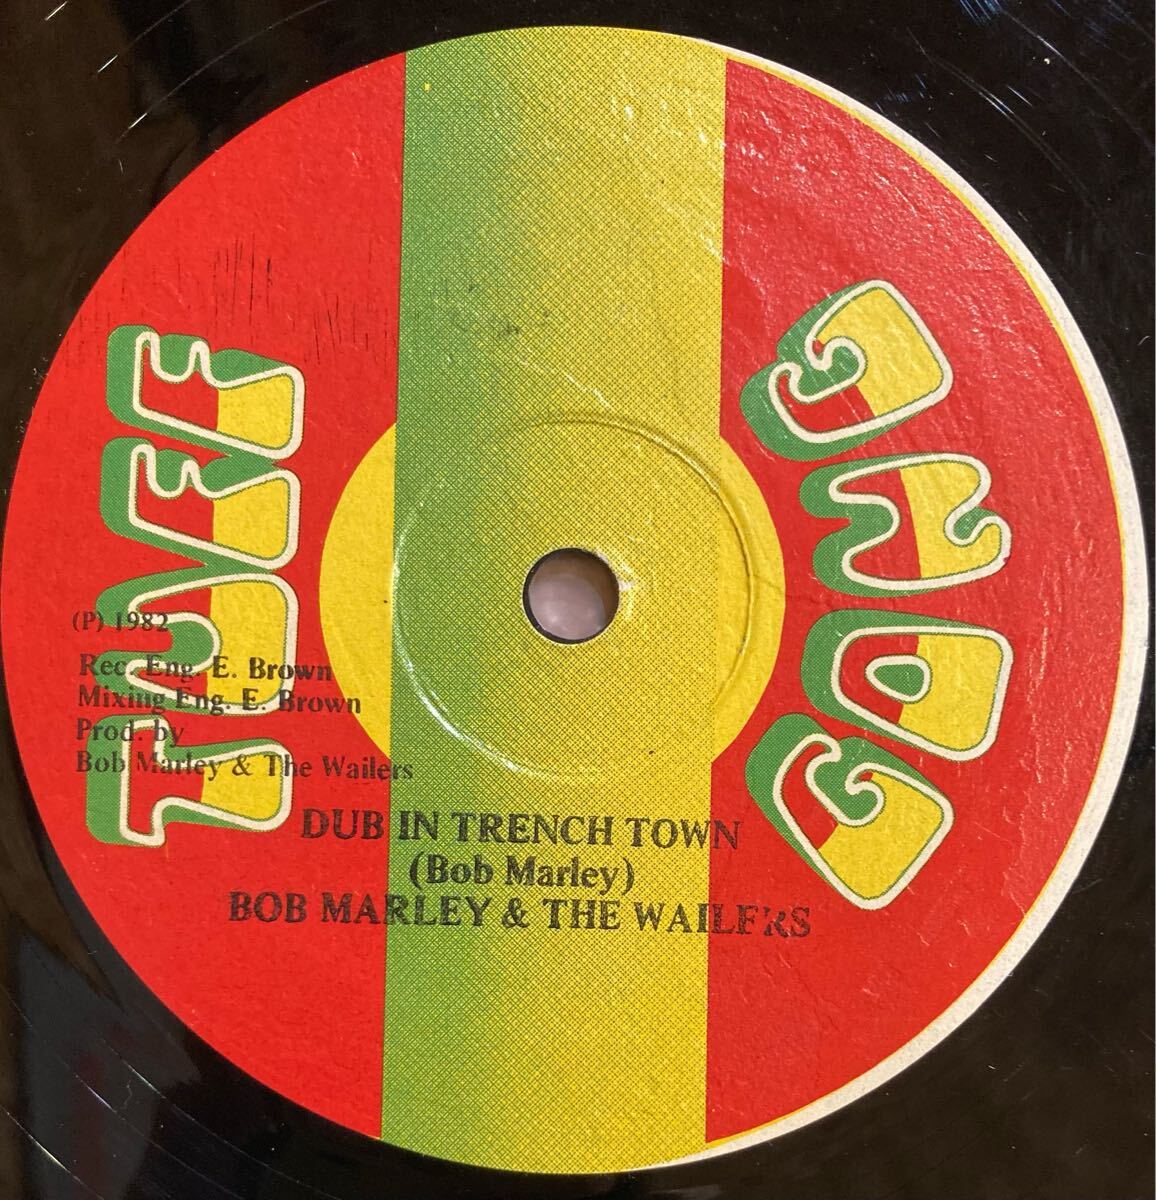 TUFF
GONG
(P) 1982
Rec. Eng. E. Brown
Mixing Eng. E. Brown
Prod. by
Bob Marley & The Wailers
DUB IN TRENCH TOWN
(Bob Marley)
BOB MARLEY & THE WAILERS